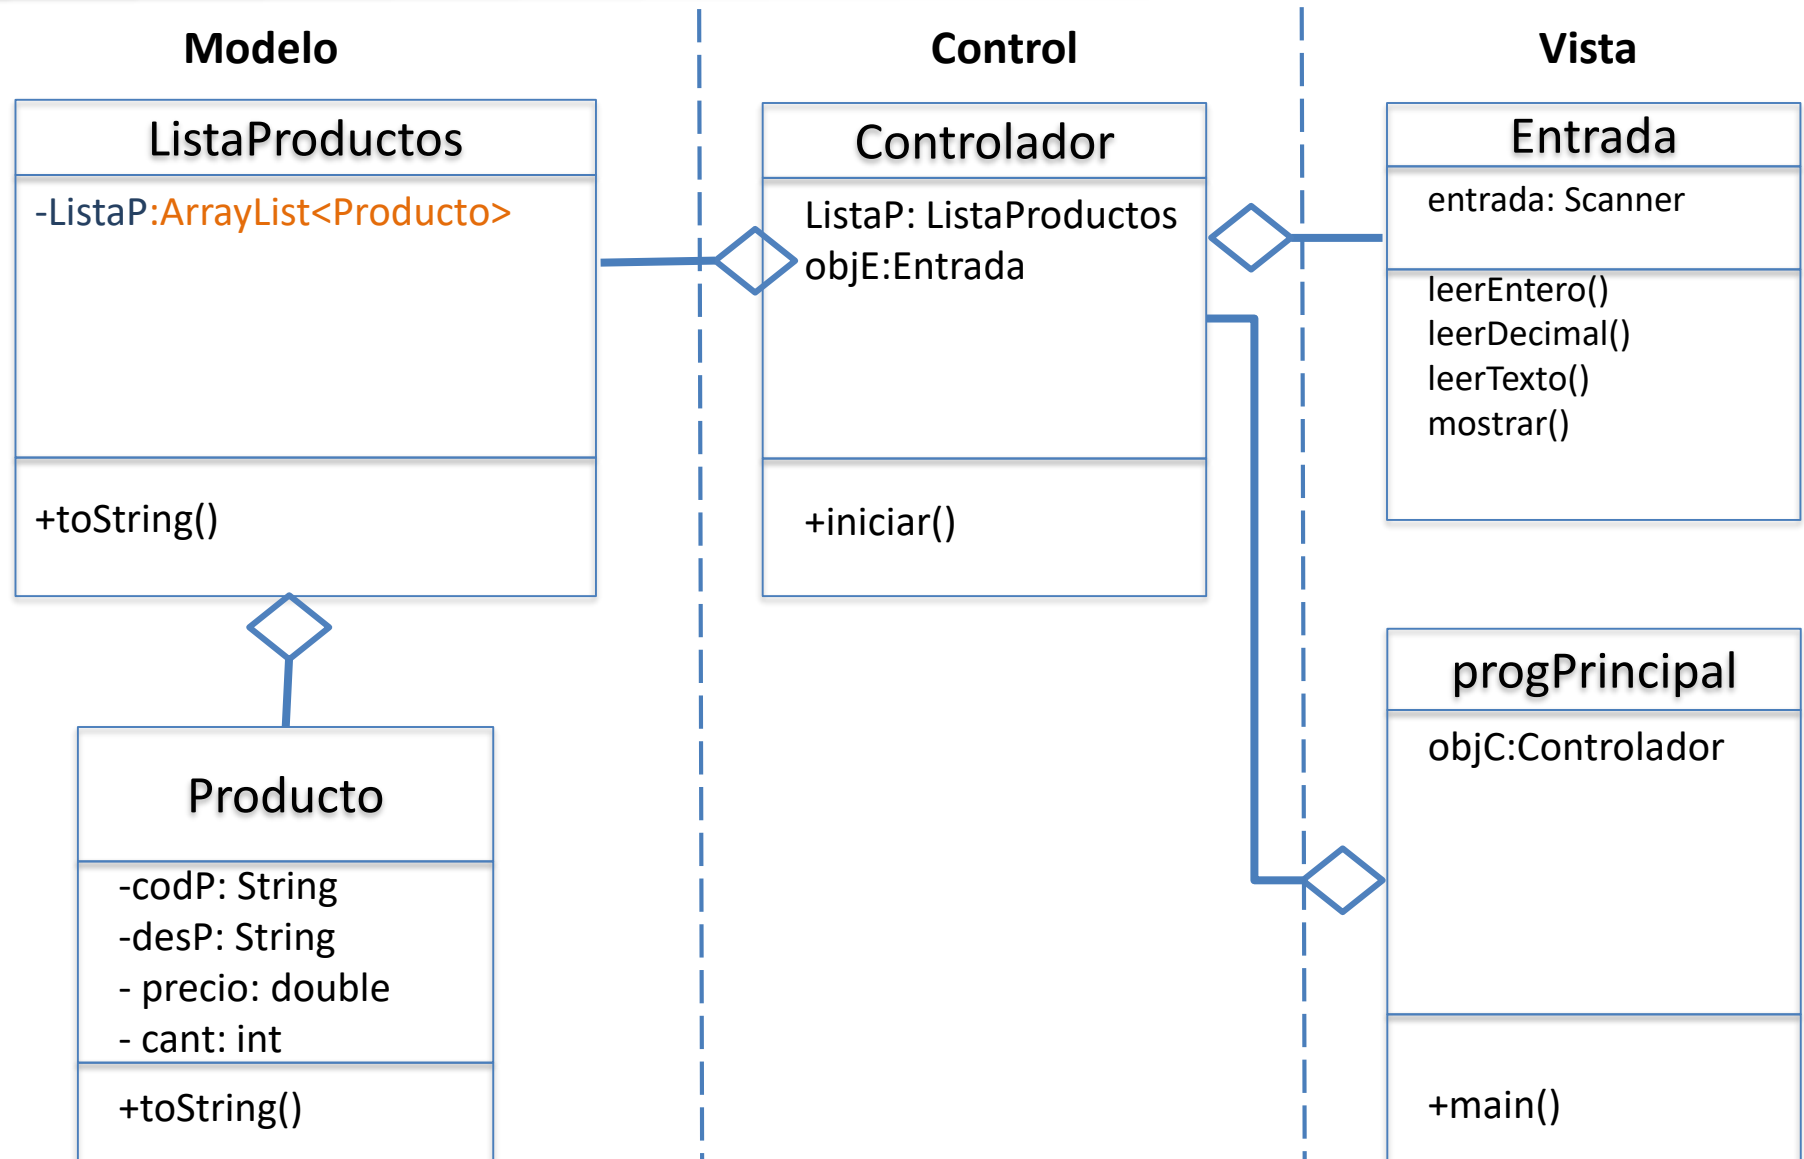 Modelo
ListaProductos
-ListaP:ArrayList<Producto>
+toString()
Producto
-codP: String
-desP: String
- precio: double
- cant: int
+toString()
Control
Controlador
ListaP: ListaProductos
objE:Entrada
+iniciar()
Vista
Entrada
entrada: Scanner
leerEntero()
leerDecimal()
leerTexto()
mostrar()
progPrincipal
objC:Controlador
+main()